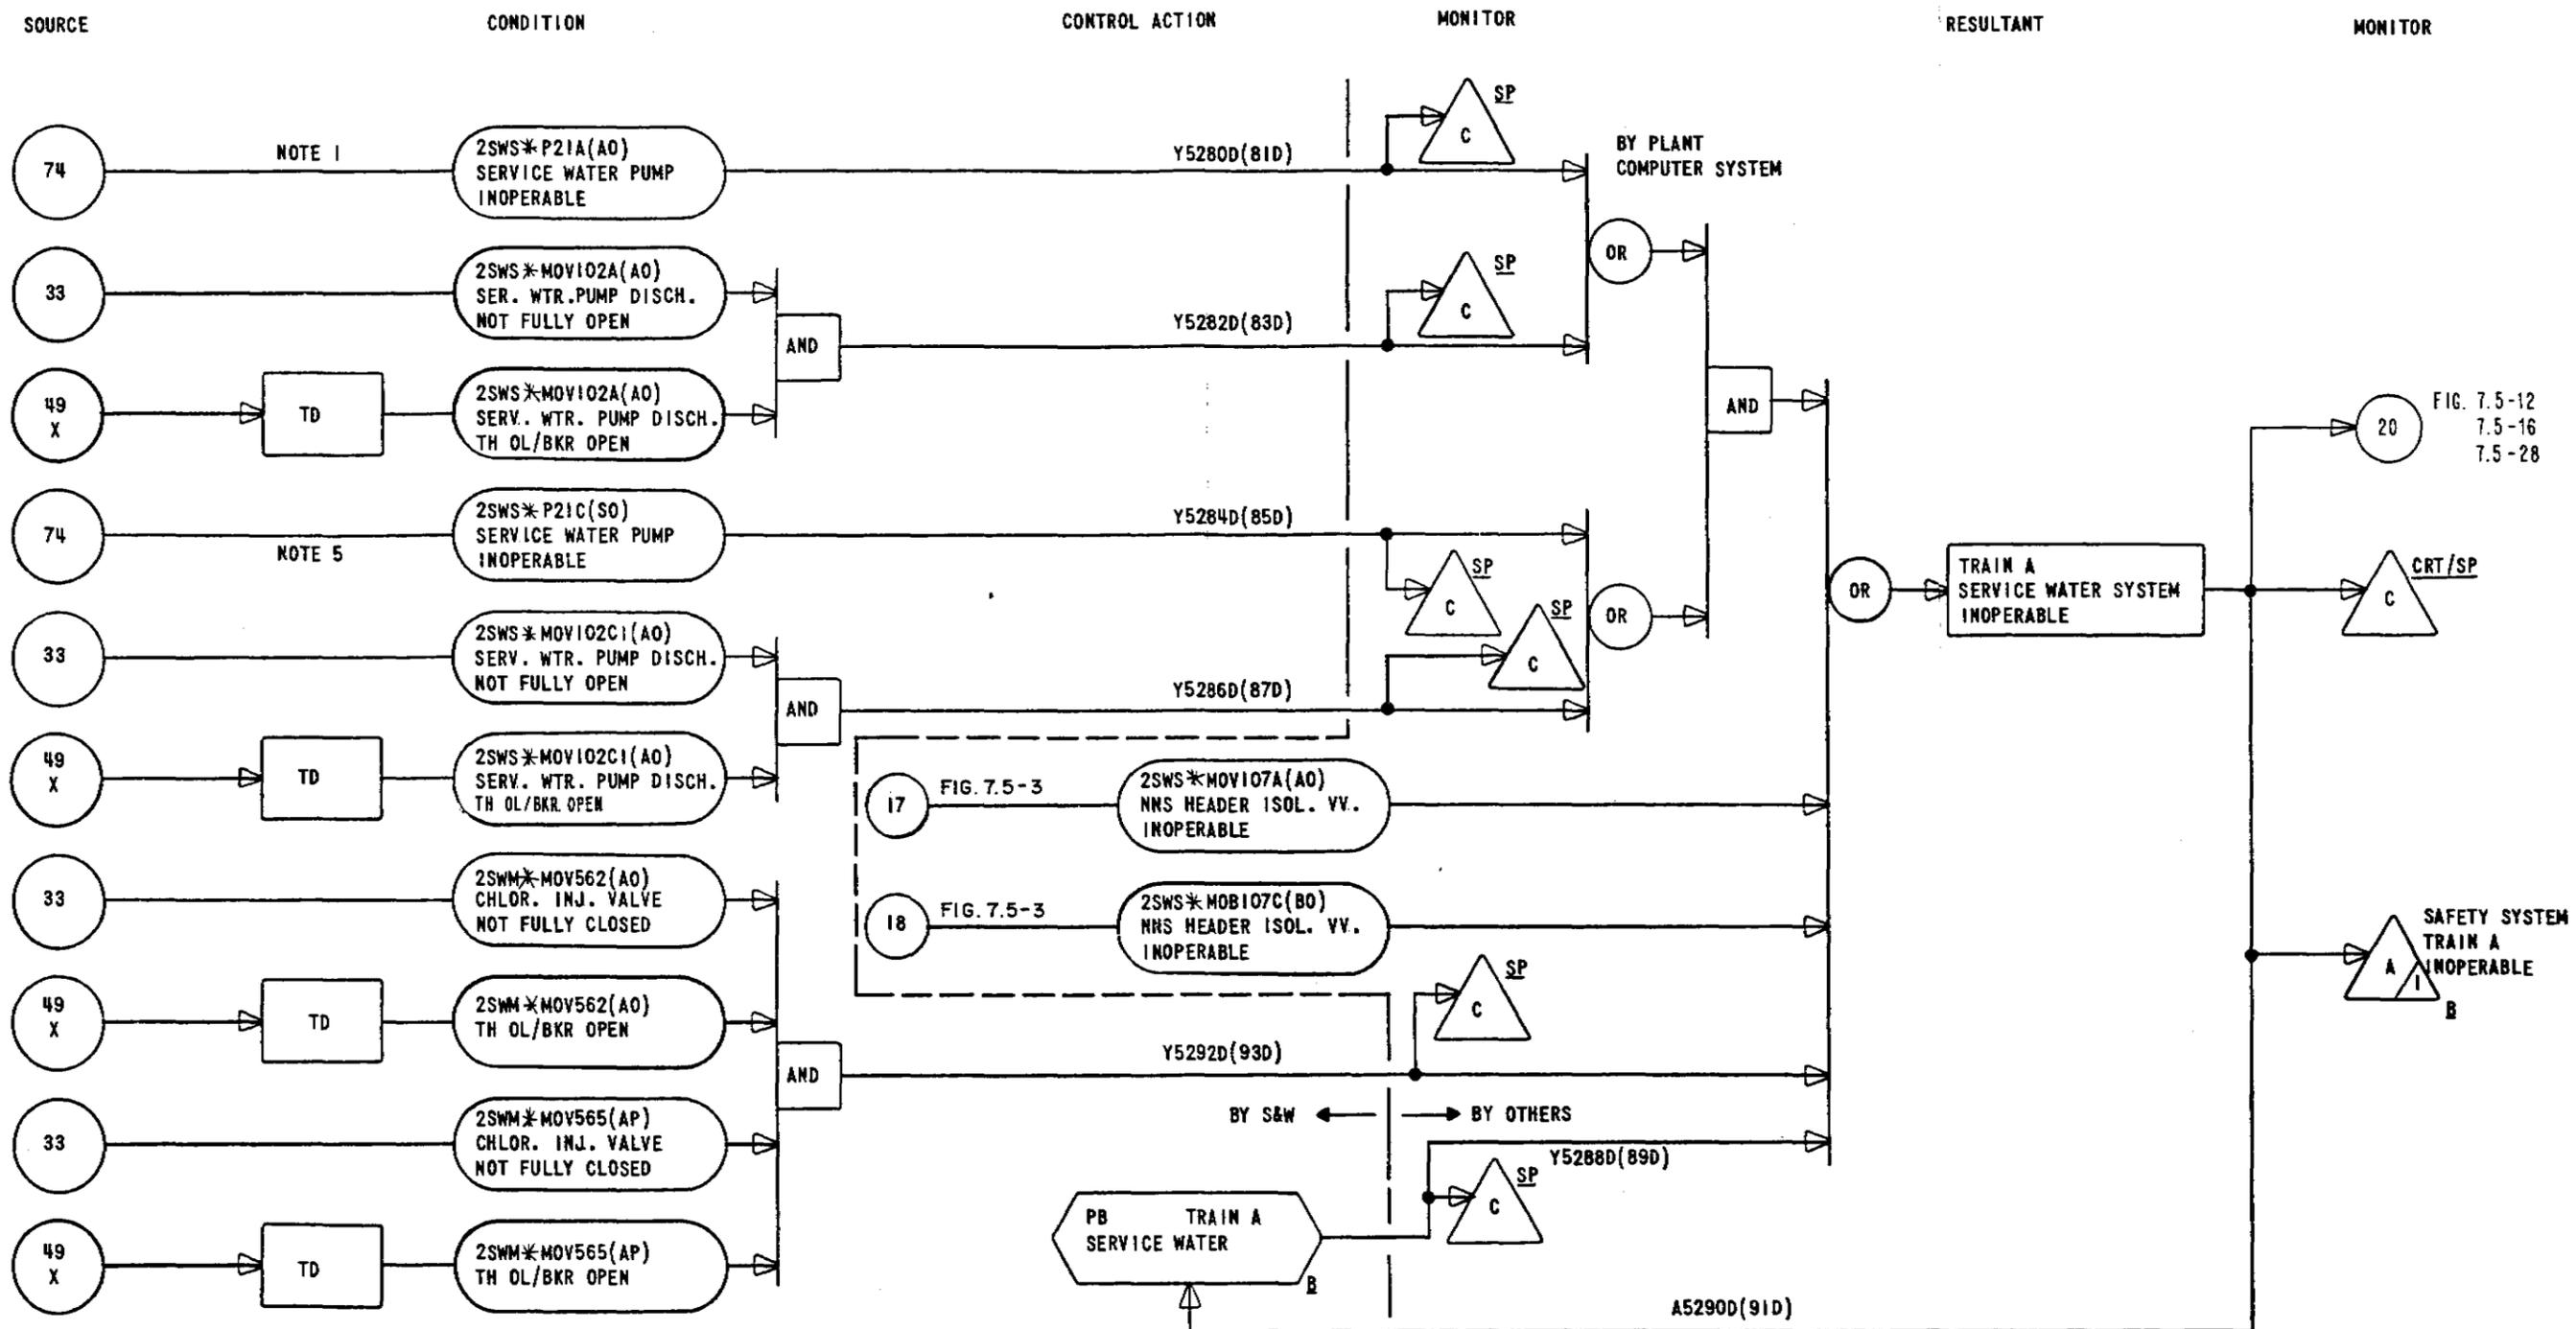 SOURCE
CONDITION
CONTROL ACTION
MONITOR
RESULTANT
MONITOR
74
NOTE 1
2SWS*P21A(AO)
SERVICE WATER PUMP
INOPERABLE
Y5280D(81D)
SP
C
BY PLANT
COMPUTER SYSTEM
33
2SWS*MOV102A(AO)
SER. WTR.PUMP DISCH.
NOT FULLY OPEN
AND
Y5282D(83D)
SP
C
OR
49
X
TD
2SWS*MOV102A(AO)
SERV. WTR. PUMP DISCH.
TH OL/BKR OPEN
AND
20
FIG. 7.5-12
7.5-16
7.5-28
74
NOTE 5
2SWS*P21C(SO)
SERVICE WATER PUMP
INOPERABLE
Y5284D(85D)
SP
C
SP
C
OR
OR
TRAIN A
SERVICE WATER SYSTEM
INOPERABLE
CRT/SP
C
33
2SWS*MOV102C1(AO)
SERV. WTR. PUMP DISCH.
NOT FULLY OPEN
AND
Y5286D(87D)
49
X
TD
2SWS*MOV102C1(AO)
SERV. WTR. PUMP DISCH.
TH OL/BKR OPEN
17
FIG. 7.5-3
2SWS*MOV107A(AO)
NNS HEADER ISOL. VV.
INOPERABLE
33
2SWM*MOV562(AO)
CHLOR. INJ. VALVE
NOT FULLY CLOSED
18
FIG. 7.5-3
2SWS*MOB107C(BO)
NNS HEADER ISOL. VV.
INOPERABLE
SAFETY SYSTEM
TRAIN A
INOPERABLE
A
1
B
49
X
TD
2SWM*MOV562(AO)
TH OL/BKR OPEN
SP
C
AND
Y5292D(93D)
33
2SWM*MOV565(AP)
CHLOR. INJ. VALVE
NOT FULLY CLOSED
BY S&W
BY OTHERS
Y5288D(89D)
SP
C
49
X
TD
2SWM*MOV565(AP)
TH OL/BKR OPEN
PB TRAIN A
SERVICE WATER
B
A5290D(91D)